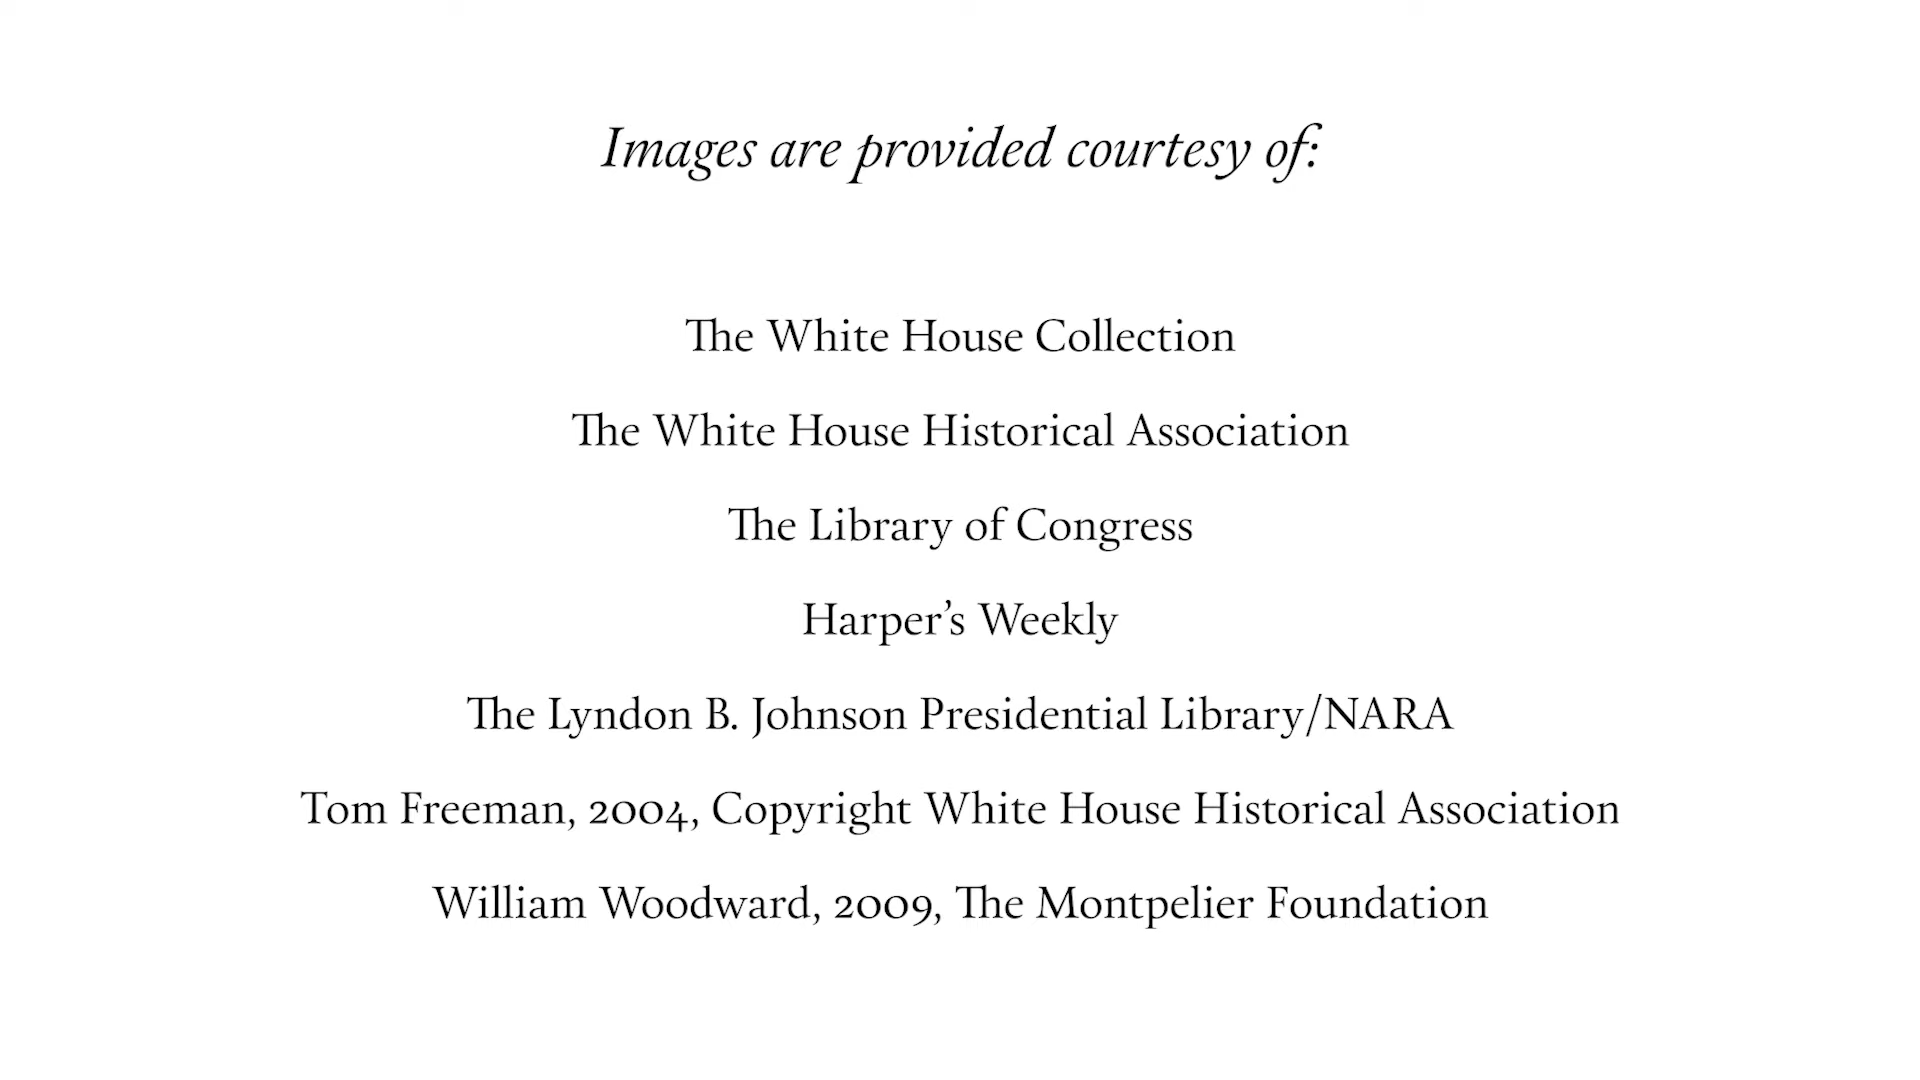 Images are provided courtesy of:
The White House Collection
The White House Historical Association
The Library of Congress
Harper’s Weekly
The Lyndon B. Johnson Presidential Library/NARA
Tom Freeman, 2004, Copyright White House Historical Association
William Woodward, 2009, The Montpelier Foundation